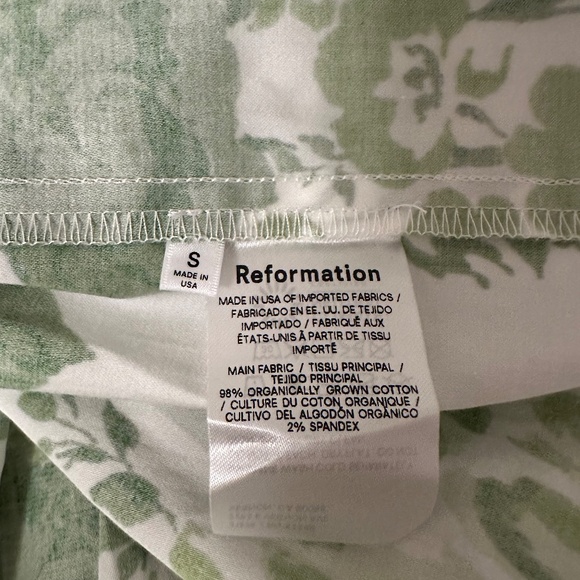 S
MADE IN
USA
Reformation
MADE IN USA OF IMPORTED FABRICS /
FABRICADO EN EE. UU. DE TEJIDO
IMPORTADO / FABRIQUÉ AUX
ÉTATS-UNIS À PARTIR DE TISSU
IMPORTÉ
MAIN FABRIC / TISSU PRINCIPAL /
TEJIDO PRINCIPAL
98% ORGANICALLY GROWN COTTON
/ CULTURE DU COTON ORGANIQUE /
CULTIVO DEL ALGODÓN ORGÁNICO
2% SPANDEX